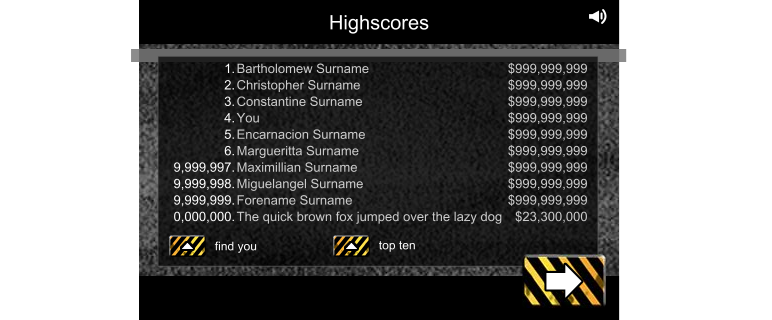 Highscores
1. Bartholomew Surname $999,999,999
2. Christopher Surname $999,999,999
3. Constantine Surname $999,999,999
4. You $999,999,999
5. Encarnacion Surname $999,999,999
6. Margueritta Surname $999,999,999
9,999,997. Maximillian Surname $999,999,999
9,999,998. Miguelangel Surname $999,999,999
9,999,999. Forename Surname $999,999,999
0,000,000. The quick brown fox jumped over the lazy dog $23,300,000
find you top ten